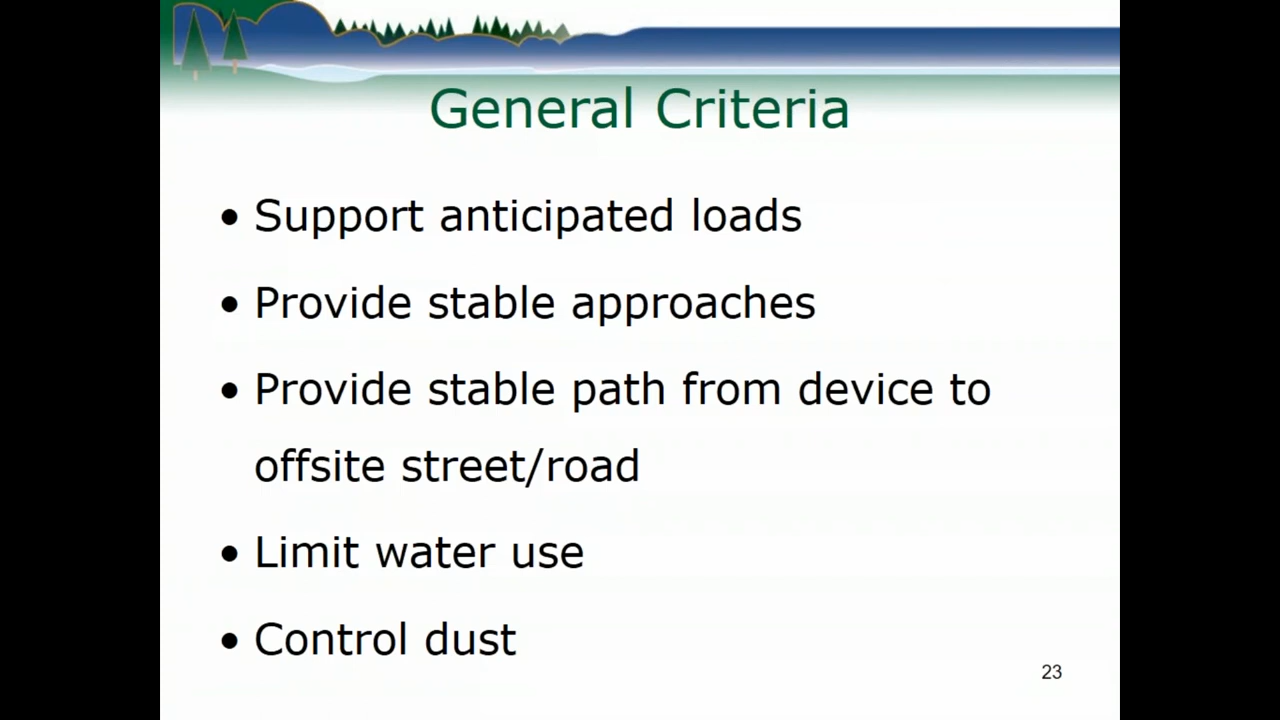 General Criteria
• Support anticipated loads
• Provide stable approaches
• Provide stable path from device to
offsite street/road
• Limit water use
• Control dust
23